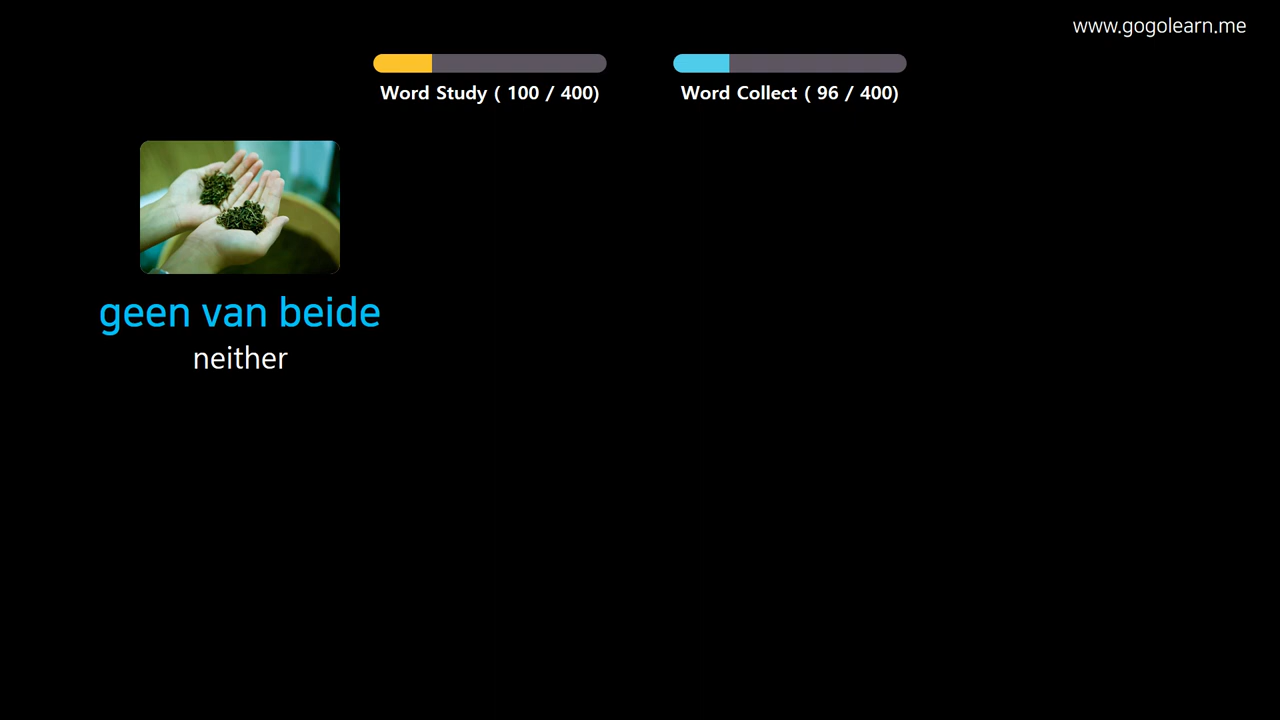 www.gogolearn.me
Word Study ( 100 / 400)
Word Collect ( 96 / 400)
geen van beide
neither